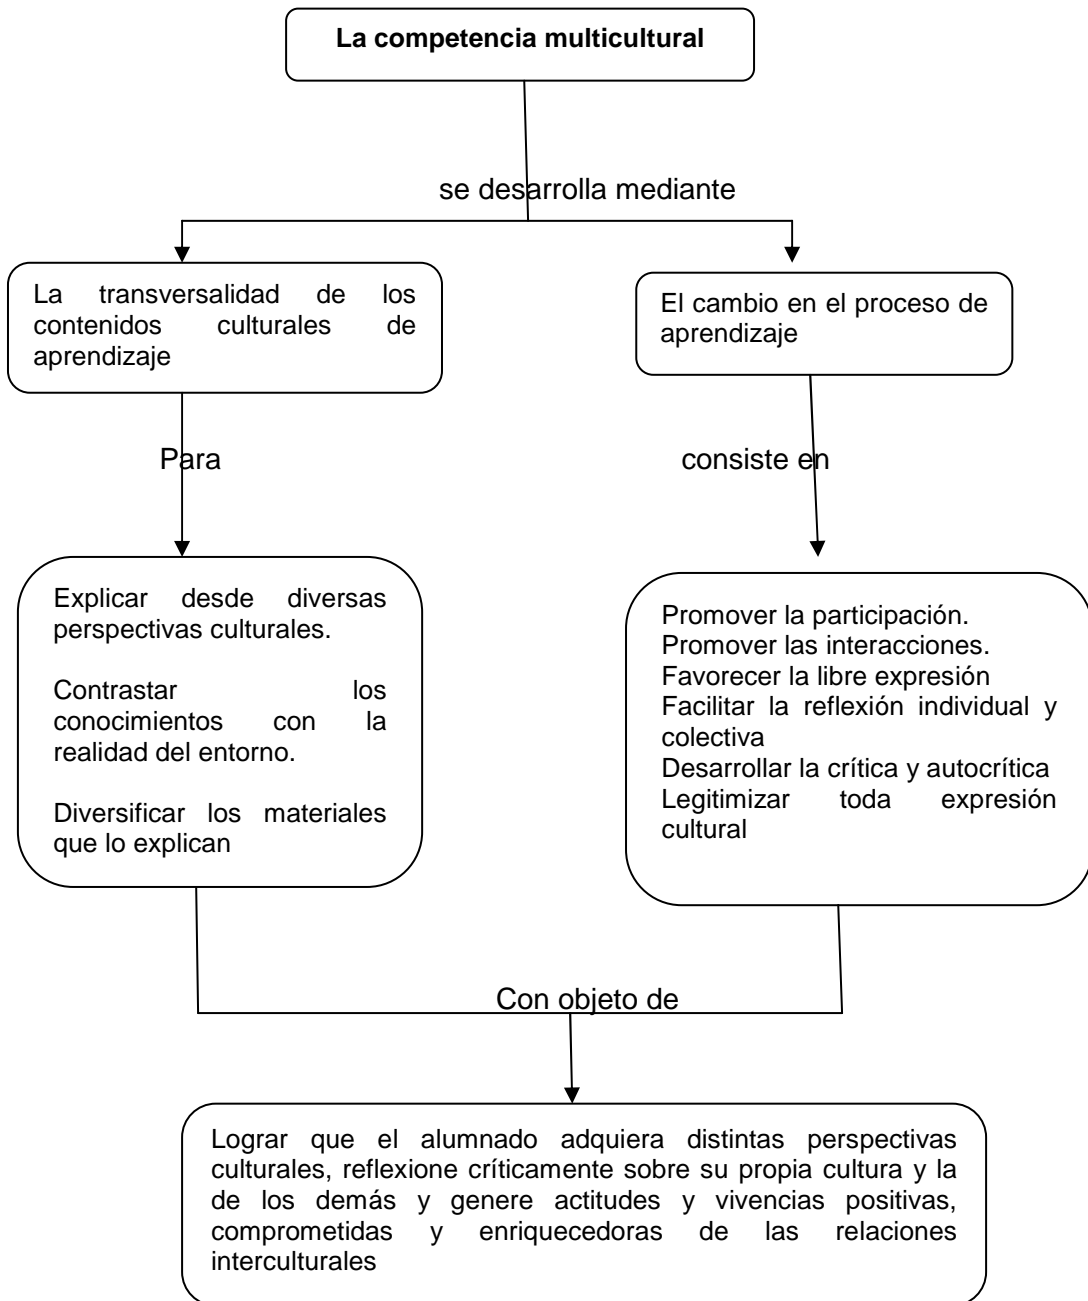 La competencia multicultural
se desarrolla mediante
La transversalidad de los
contenidos culturales de
aprendizaje
El cambio en el proceso de
aprendizaje
Para
consiste en
Explicar desde diversas
perspectivas culturales.
Contrastar los
conocimientos con la
realidad del entorno.
Diversificar los materiales
que lo explican
Promover la participación.
Promover las interacciones.
Favorecer la libre expresión
Facilitar la reflexión individual y
colectiva
Desarrollar la crítica y autocrítica
Legitimizar toda expresión
cultural
Con objeto de
Lograr que el alumnado adquiera distintas perspectivas
culturales, reflexione críticamente sobre su propia cultura y la
de los demás y genere actitudes y vivencias positivas,
comprometidas y enriquecedoras de las relaciones
interculturales